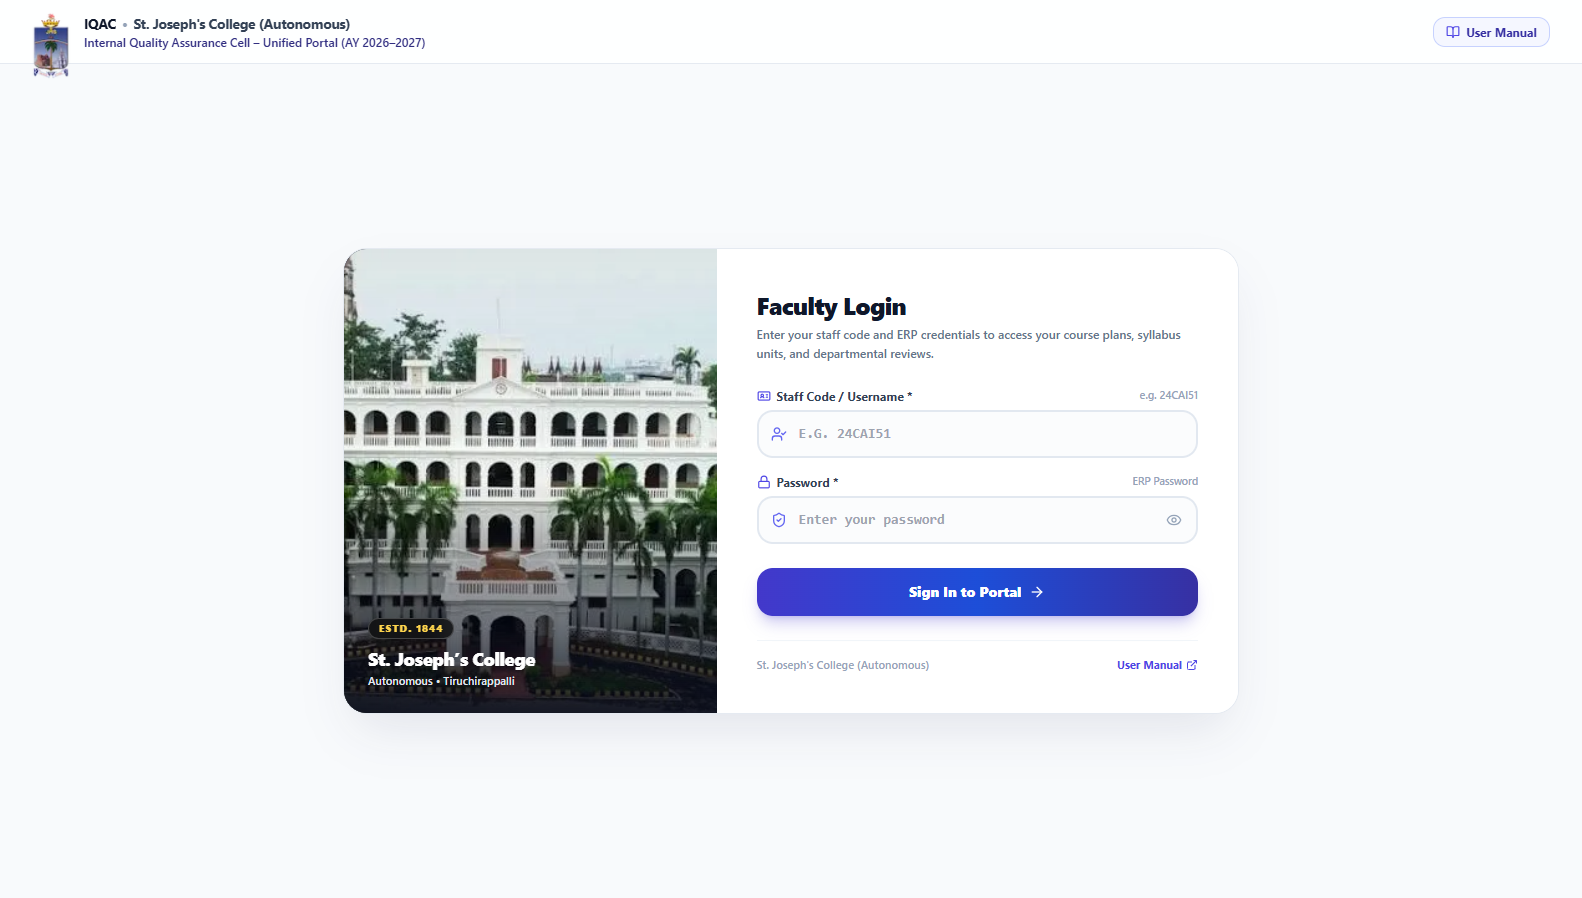 IQAC • St. Joseph's College (Autonomous)
Internal Quality Assurance Cell – Unified Portal (AY 2026–2027)
User Manual
ESTD. 1844
St. Joseph's College
Autonomous • Tiruchirappalli
Faculty Login
Enter your staff code and ERP credentials to access your course plans, syllabus
units, and departmental reviews.
Staff Code / Username *
e.g. 24CAI51
E.G. 24CAI51
Password *
ERP Password
Enter your password
Sign In to Portal →
St. Joseph's College (Autonomous)
User Manual